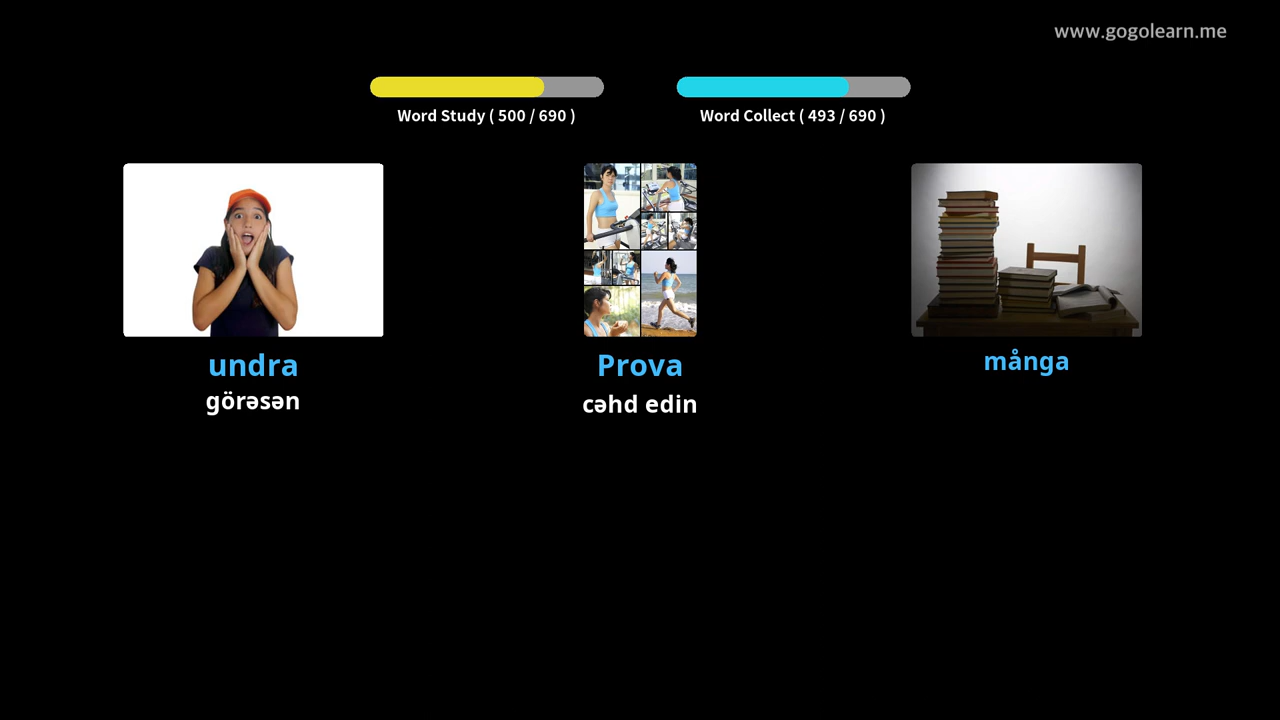 www.gogolearn.me
Word Study ( 500 / 690 )
Word Collect ( 493 / 690 )
undra
görəsən
Prova
cəhd edin
många